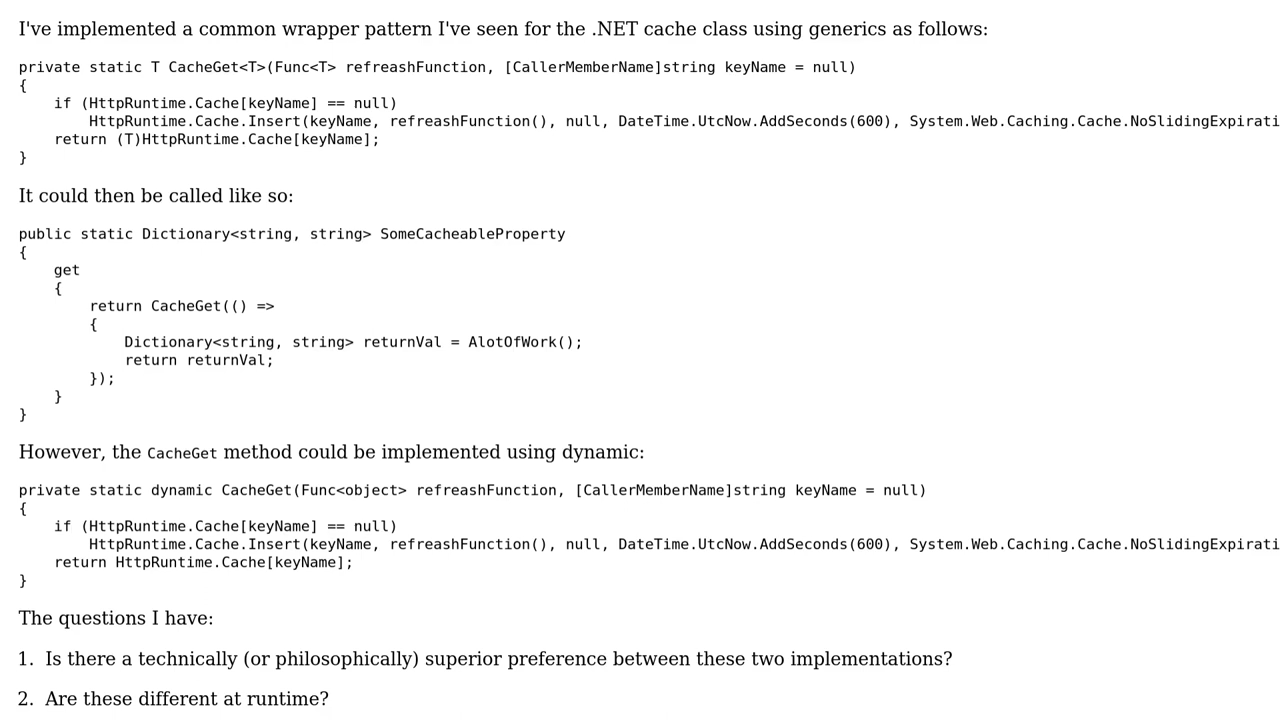 I've implemented a common wrapper pattern I've seen for the .NET cache class using generics as follows:
private static T CacheGet<T>(Func<T> refreashFunction, [CallerMemberName]string keyName = null)
{
    if (HttpRuntime.Cache[keyName] == null)
        HttpRuntime.Cache.Insert(keyName, refreashFunction(), null, DateTime.UtcNow.AddSeconds(600), System.Web.Caching.Cache.NoSlidingExpirati
    return (T)HttpRuntime.Cache[keyName];
}
It could then be called like so:
public static Dictionary<string, string> SomeCacheableProperty
{
    get
    {
        return CacheGet(() =>
        {
            Dictionary<string, string> returnVal = AlotOfWork();
            return returnVal;
        });
    }
}
However, the CacheGet method could be implemented using dynamic:
private static dynamic CacheGet(Func<object> refreashFunction, [CallerMemberName]string keyName = null)
{
    if (HttpRuntime.Cache[keyName] == null)
        HttpRuntime.Cache.Insert(keyName, refreashFunction(), null, DateTime.UtcNow.AddSeconds(600), System.Web.Caching.Cache.NoSlidingExpirati
    return HttpRuntime.Cache[keyName];
}
The questions I have:
1. Is there a technically (or philosophically) superior preference between these two implementations?
2. Are these different at runtime?